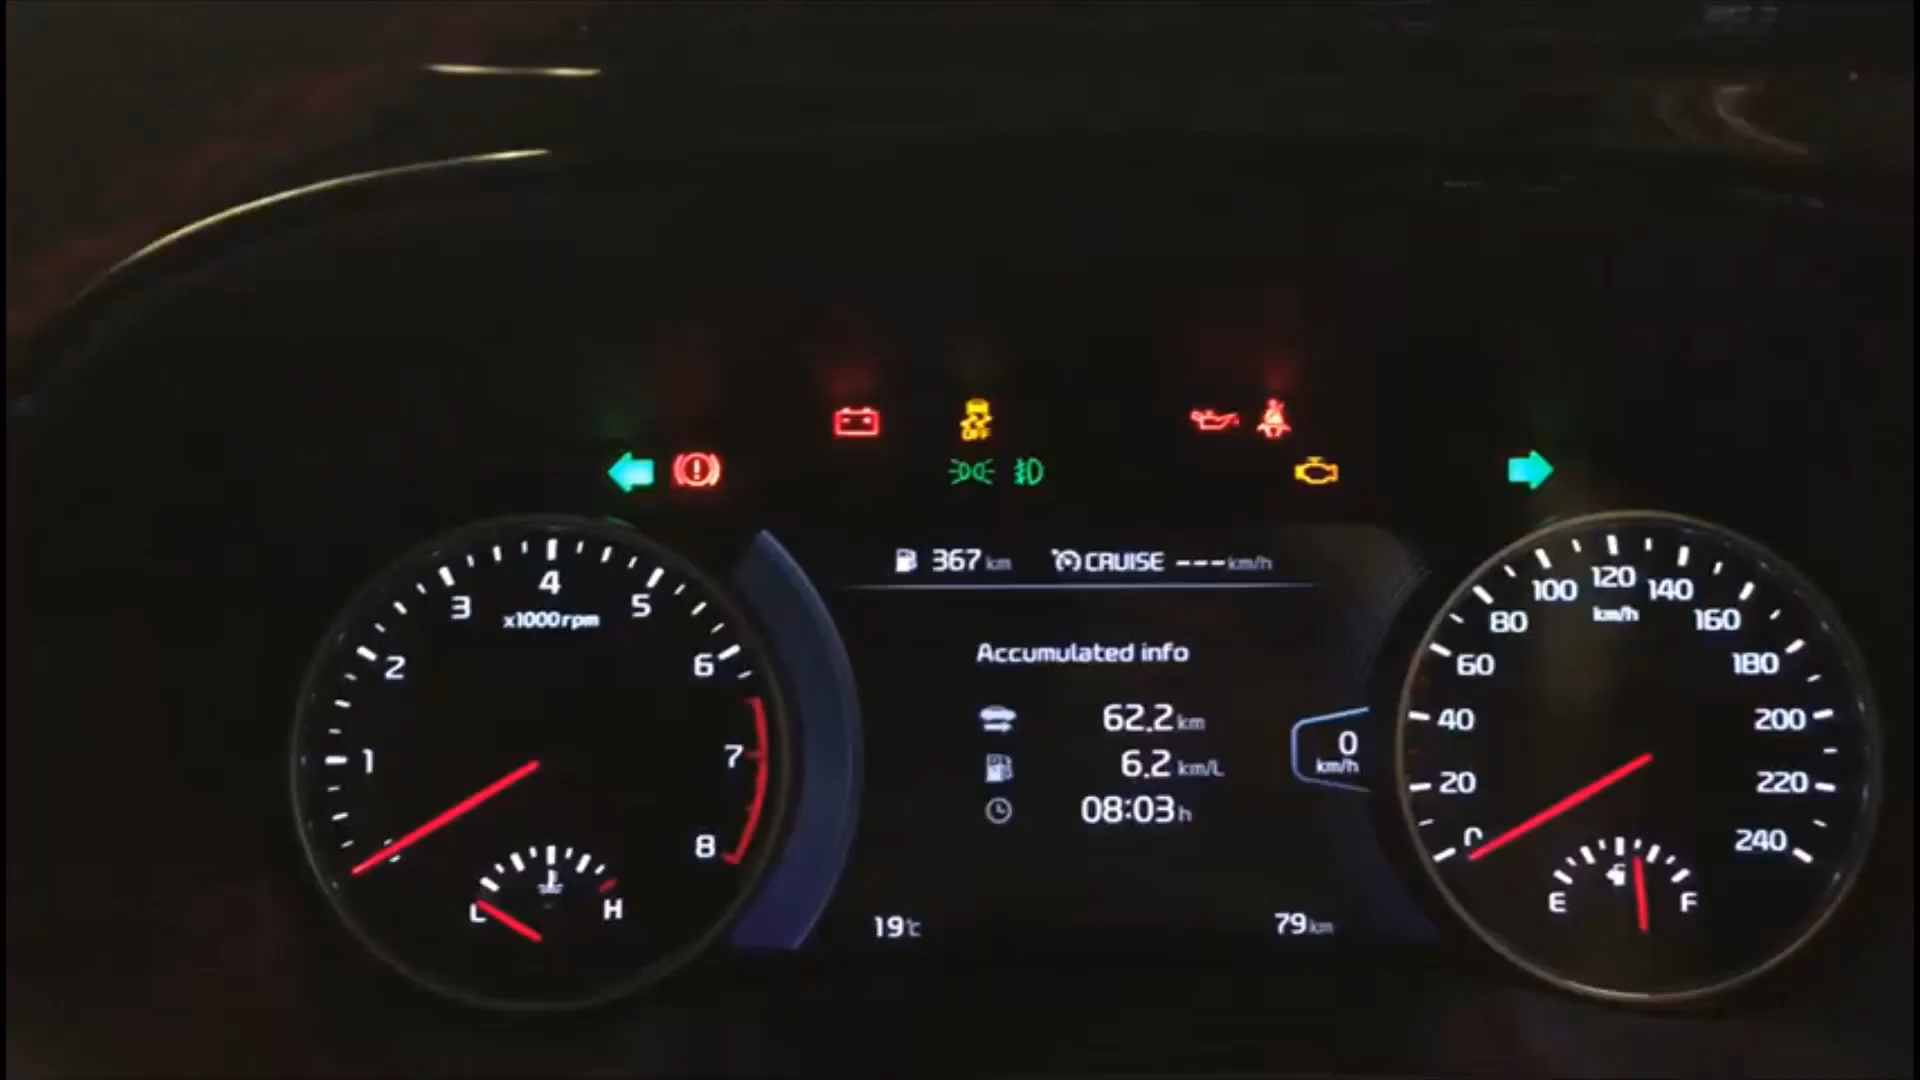 OFF
367 km CRUISE ---km/h
4
3 5
x1000rpm
2 6
1 7
8
L H
Accumulated info
62.2 km
6.2 km/L
08:03 h
0
km/h
19℃ 79 km
120
100 140
km/h
80 160
60 180
40 200
20 220
0 240
E F